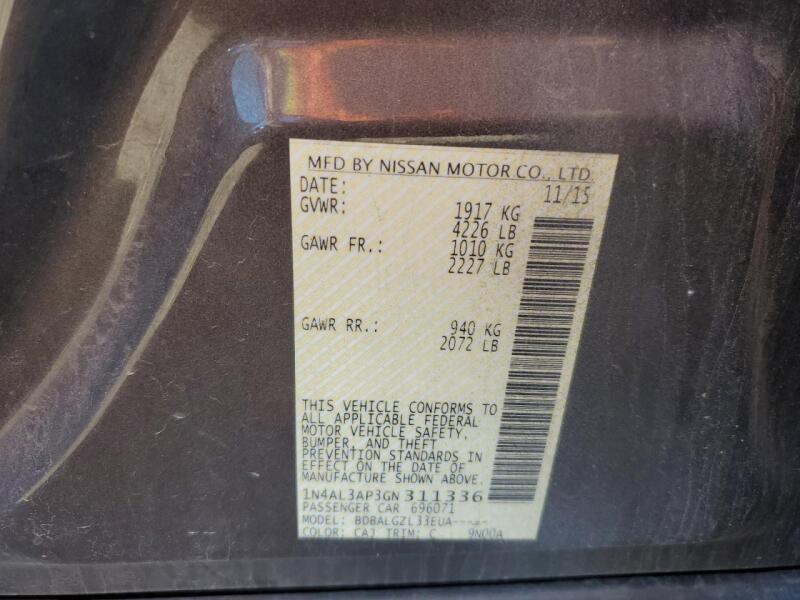 MFD BY NISSAN MOTOR CO., LTD.
DATE: 11/15
GVWR: 1917 KG
4226 LB
GAWR FR.: 1010 KG
2227 LB
GAWR RR.: 940 KG
2072 LB
THIS VEHICLE CONFORMS TO
ALL APPLICABLE FEDERAL
MOTOR VEHICLE SAFETY,
BUMPER, AND THEFT
PREVENTION STANDARDS IN
EFFECT ON THE DATE OF
MANUFACTURE SHOWN ABOVE.
1N4AL3AP3GN311336
PASSENGER CAR 696071
MODEL: BDBALGZL33EUA-----
COLOR: CAJ TRIM: C 9N00A